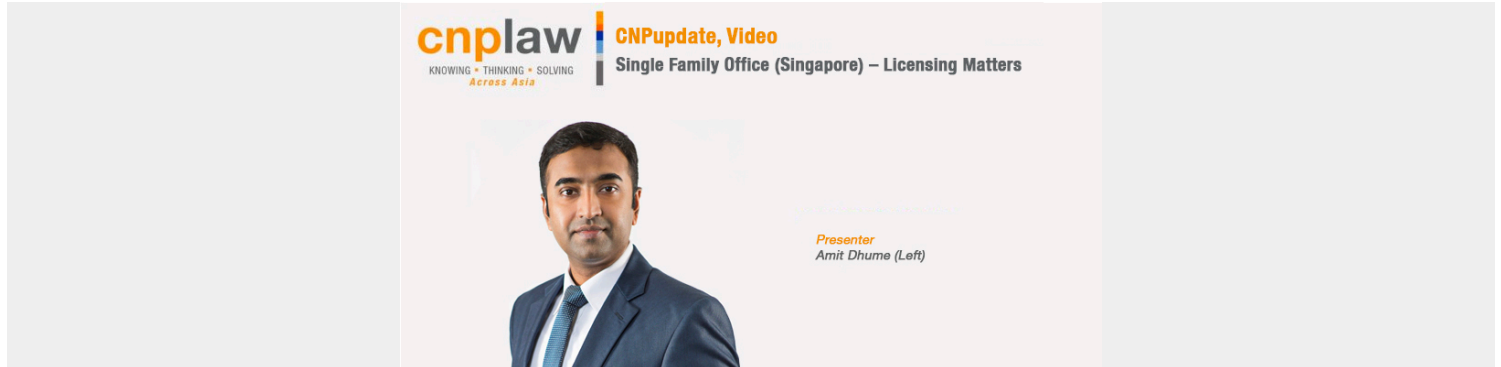 cnplaw
KNOWING • THINKING • SOLVING
Across Asia
CNPupdate, Video
Single Family Office (Singapore) – Licensing Matters
Presenter
Amit Dhume (Left)